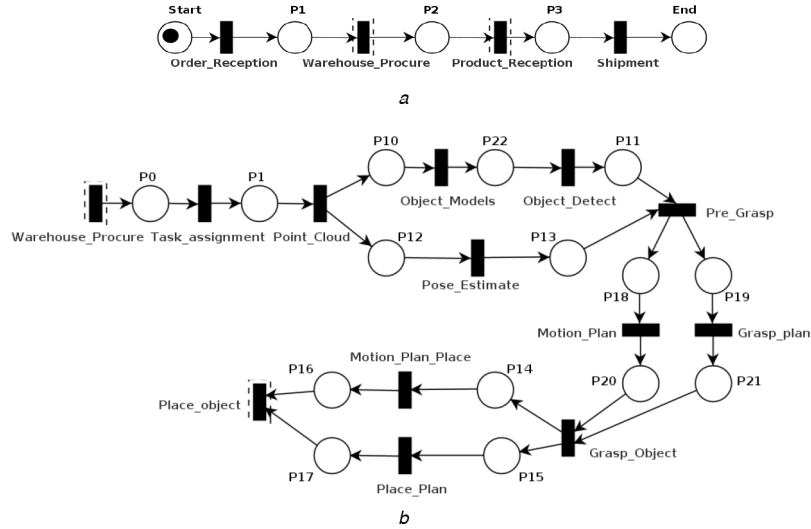 Start P1 P2 P3 End
Order_Reception Warehouse_Procure Product_Reception Shipment
a
P10 P22 P11
P0 P1 Object_Models Object_Detect
Pre_Grasp
Warehouse_Procure Task_assignment Point_Cloud P12 P13
Pose_Estimate
P18 P19
Motion_Plan Grasp_plan
Motion_Plan_Place
P16 P14 P20 P21
Place_object
Grasp_Object
P17 P15
Place_Plan
b